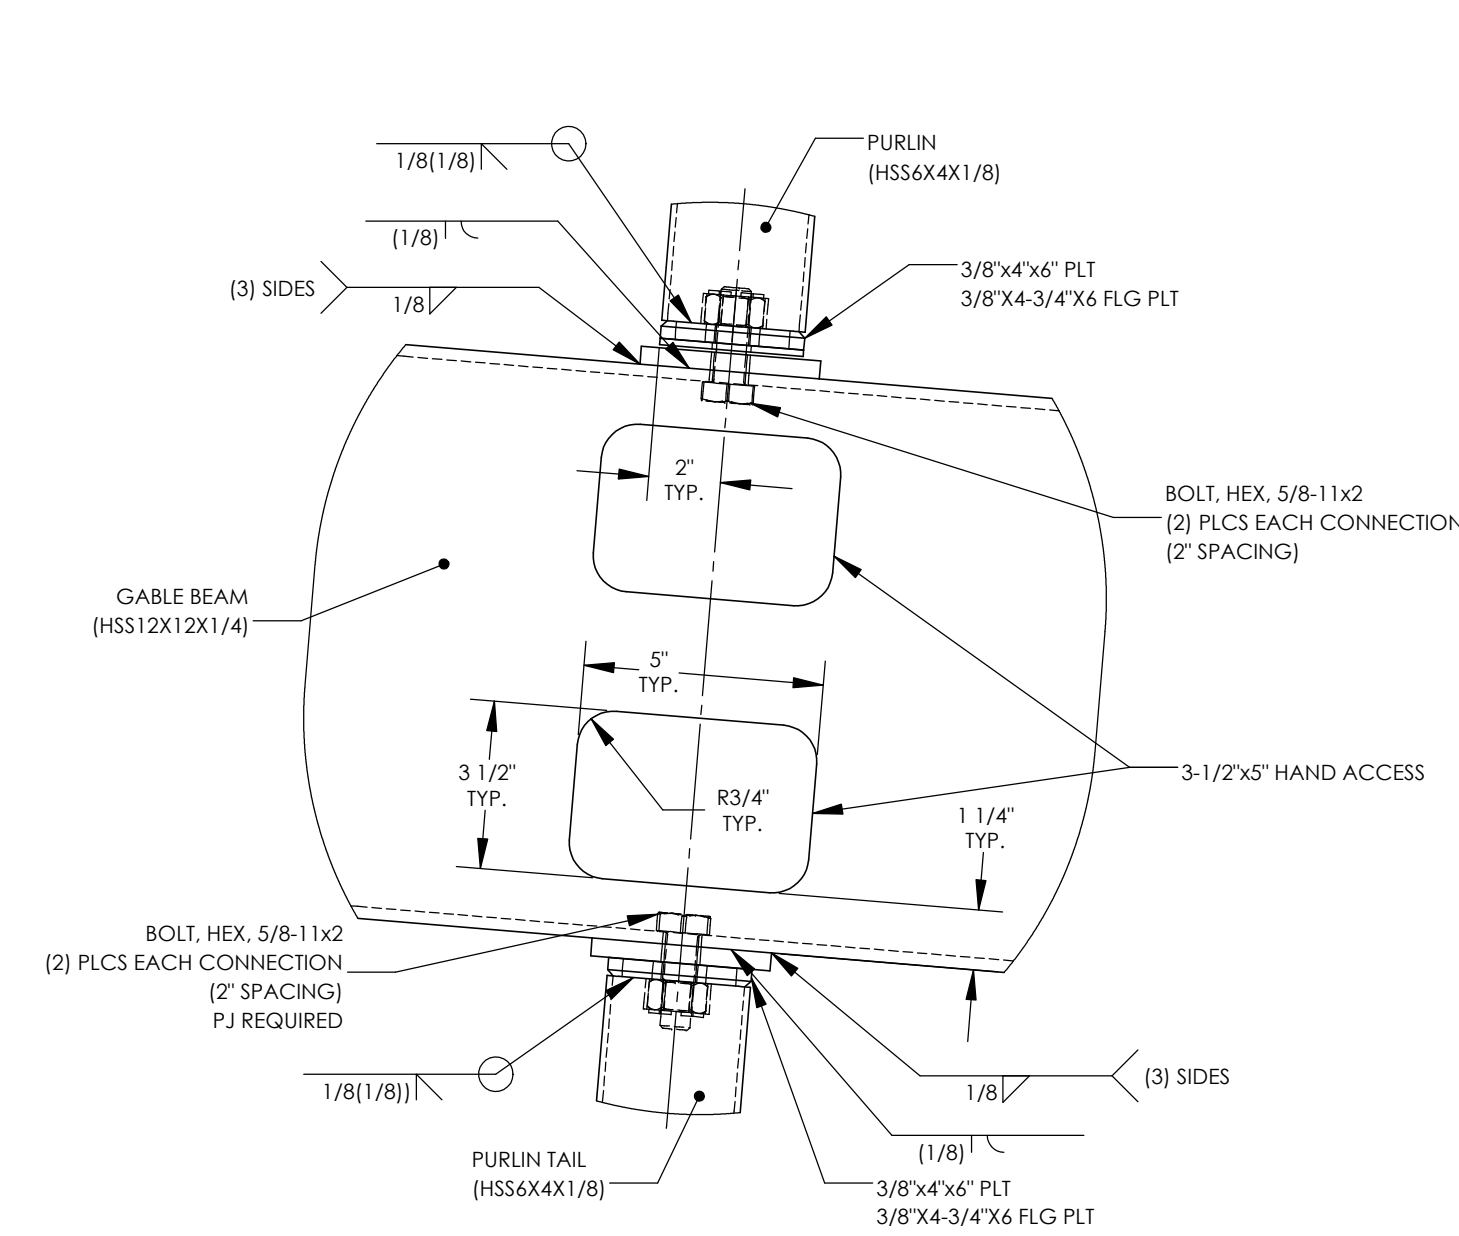 1/8(1/8)
PURLIN
(HSS6X4X1/8)
(1/8)
(3) SIDES
1/8
3/8"x4"x6" PLT
3/8"X4-3/4"X6 FLG PLT
2"
TYP.
BOLT, HEX, 5/8-11x2
(2) PLCS EACH CONNECTION
(2" SPACING)
GABLE BEAM
(HSS12X12X1/4)
5"
TYP.
3 1/2"
TYP.
R3/4"
TYP.
3-1/2"x5" HAND ACCESS
1 1/4"
TYP.
BOLT, HEX, 5/8-11x2
(2) PLCS EACH CONNECTION
(2" SPACING)
PJ REQUIRED
1/8(1/8))
1/8
(3) SIDES
(1/8)
PURLIN TAIL
(HSS6X4X1/8)
3/8"x4"x6" PLT
3/8"X4-3/4"X6 FLG PLT